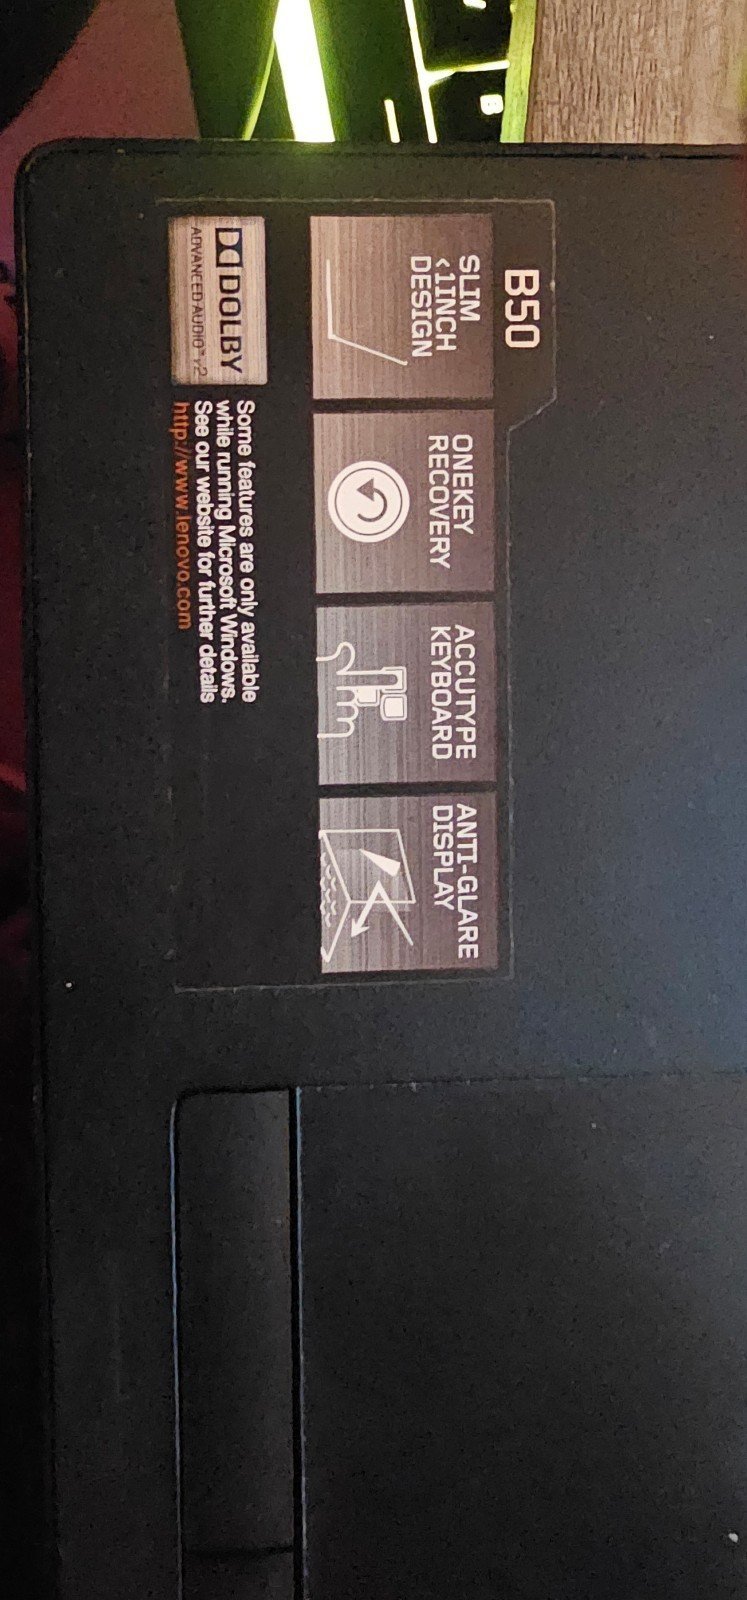 B50
SLIM
<1INCH
DESIGN
ONEKEY
RECOVERY
ACCUTYPE
KEYBOARD
ANTI-GLARE
DISPLAY
DOLBY
ADVANCED AUDIO™ v2
Some features are only available
while running Microsoft Windows.
See our website for further details
http://www.lenovo.com